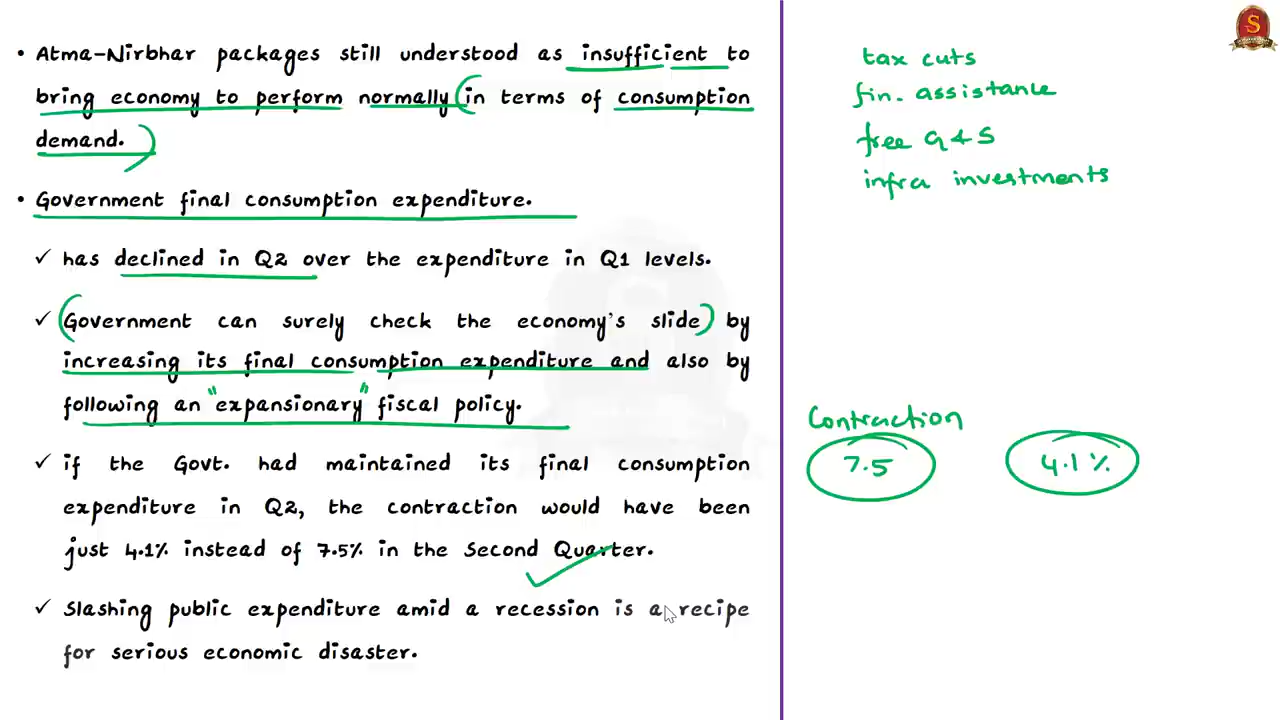 • Atma-Nirbhar packages still understood as insufficient to
bring economy to perform normally (in terms of consumption
demand.)
• Government final consumption expenditure.
✓ has declined in Q2 over the expenditure in Q1 levels.
✓ (Government can surely check the economy's slide) by
increasing its final consumption expenditure and also by
following an "expansionary" fiscal policy.
✓ if the Govt. had maintained its final consumption
expenditure in Q2, the contraction would have been
just 4.1% instead of 7.5% in the Second Quarter.
✓ Slashing public expenditure amid a recession is a recipe
for serious economic disaster.
S
tax cuts
fin. assistance
free G & S
infra investments
Contraction
7.5 4.1 %